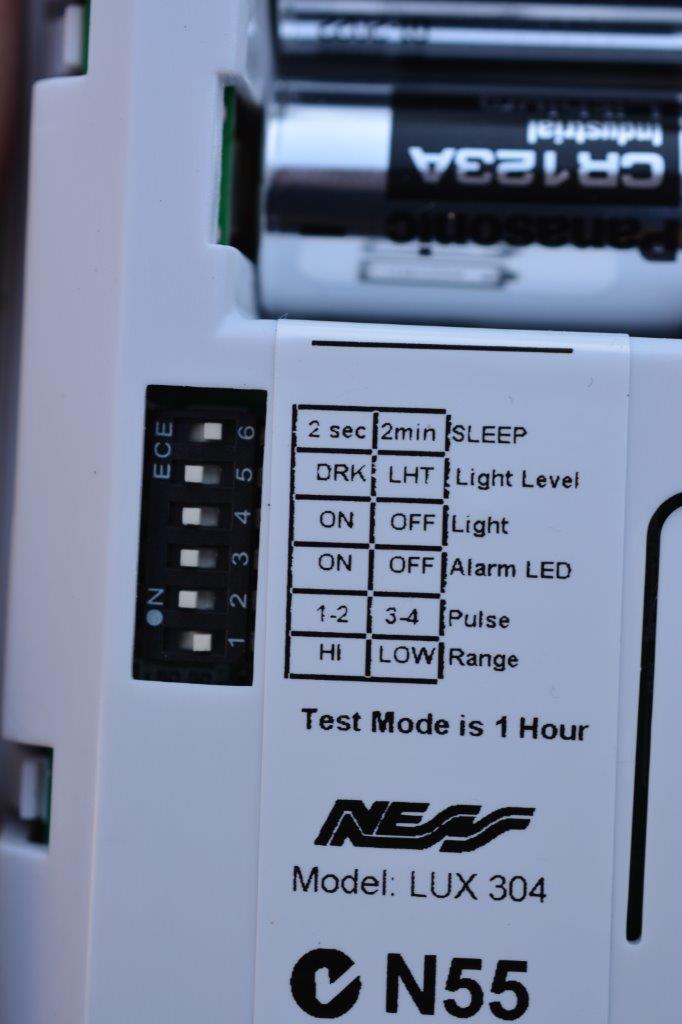 Industrial
CR123A
Panasonic
ECE
6
5
4
3
2
1
ON
2 sec 2min SLEEP
DRK LHT Light Level
ON OFF Light
ON OFF Alarm LED
1-2 3-4 Pulse
HI LOW Range
Test Mode is 1 Hour
NESS
Model: LUX 304
N55